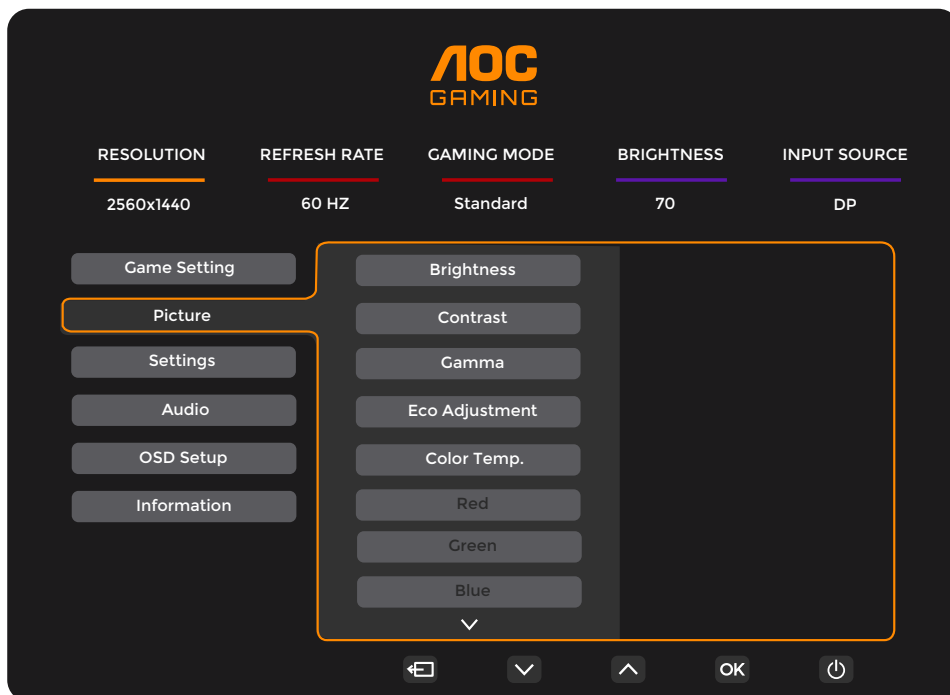 AOC
GAMING
RESOLUTION REFRESH RATE GAMING MODE BRIGHTNESS INPUT SOURCE
2560x1440 60 HZ Standard 70 DP
Game Setting
Picture
Settings
Audio
OSD Setup
Information
Brightness
Contrast
Gamma
Eco Adjustment
Color Temp.
Red
Green
Blue
OK